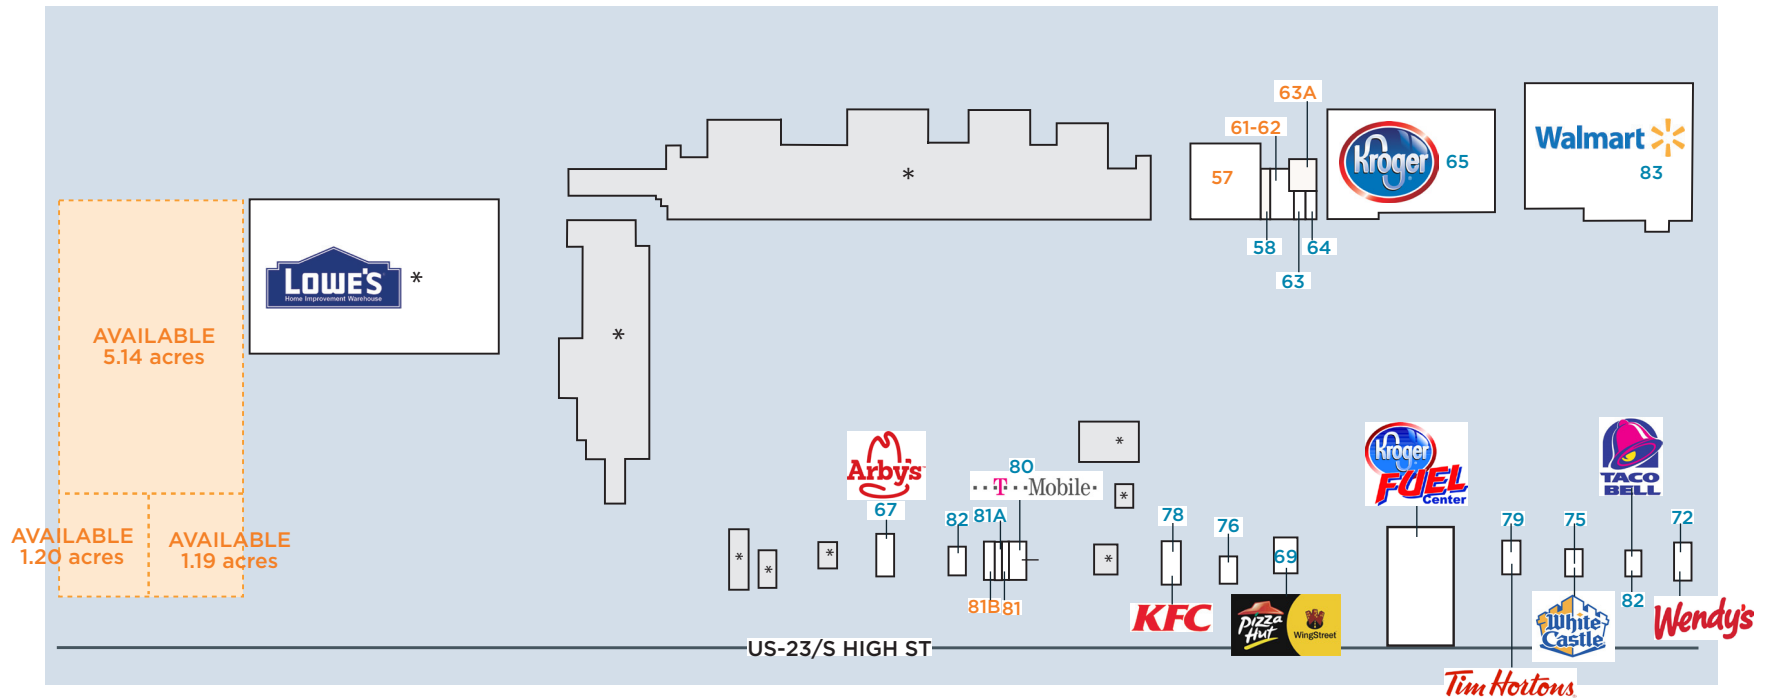 63A
61-62
57
Kroger
65
Walmart
83
58
64
63
*
LOWE'S
Home Improvement Warehouse
*
*
AVAILABLE
5.14 acres
AVAILABLE
1.20 acres
AVAILABLE
1.19 acres
Arby's
67
82
81A
80
T-Mobile
*
*
*
*
*
*
81B
81
78
KFC
76
69
Pizza
Hut
WingStreet
Kroger
FUEL
Center
79
Tim Hortons
75
White
Castle
TACO
BELL
82
72
Wendy's
US-23/S HIGH ST